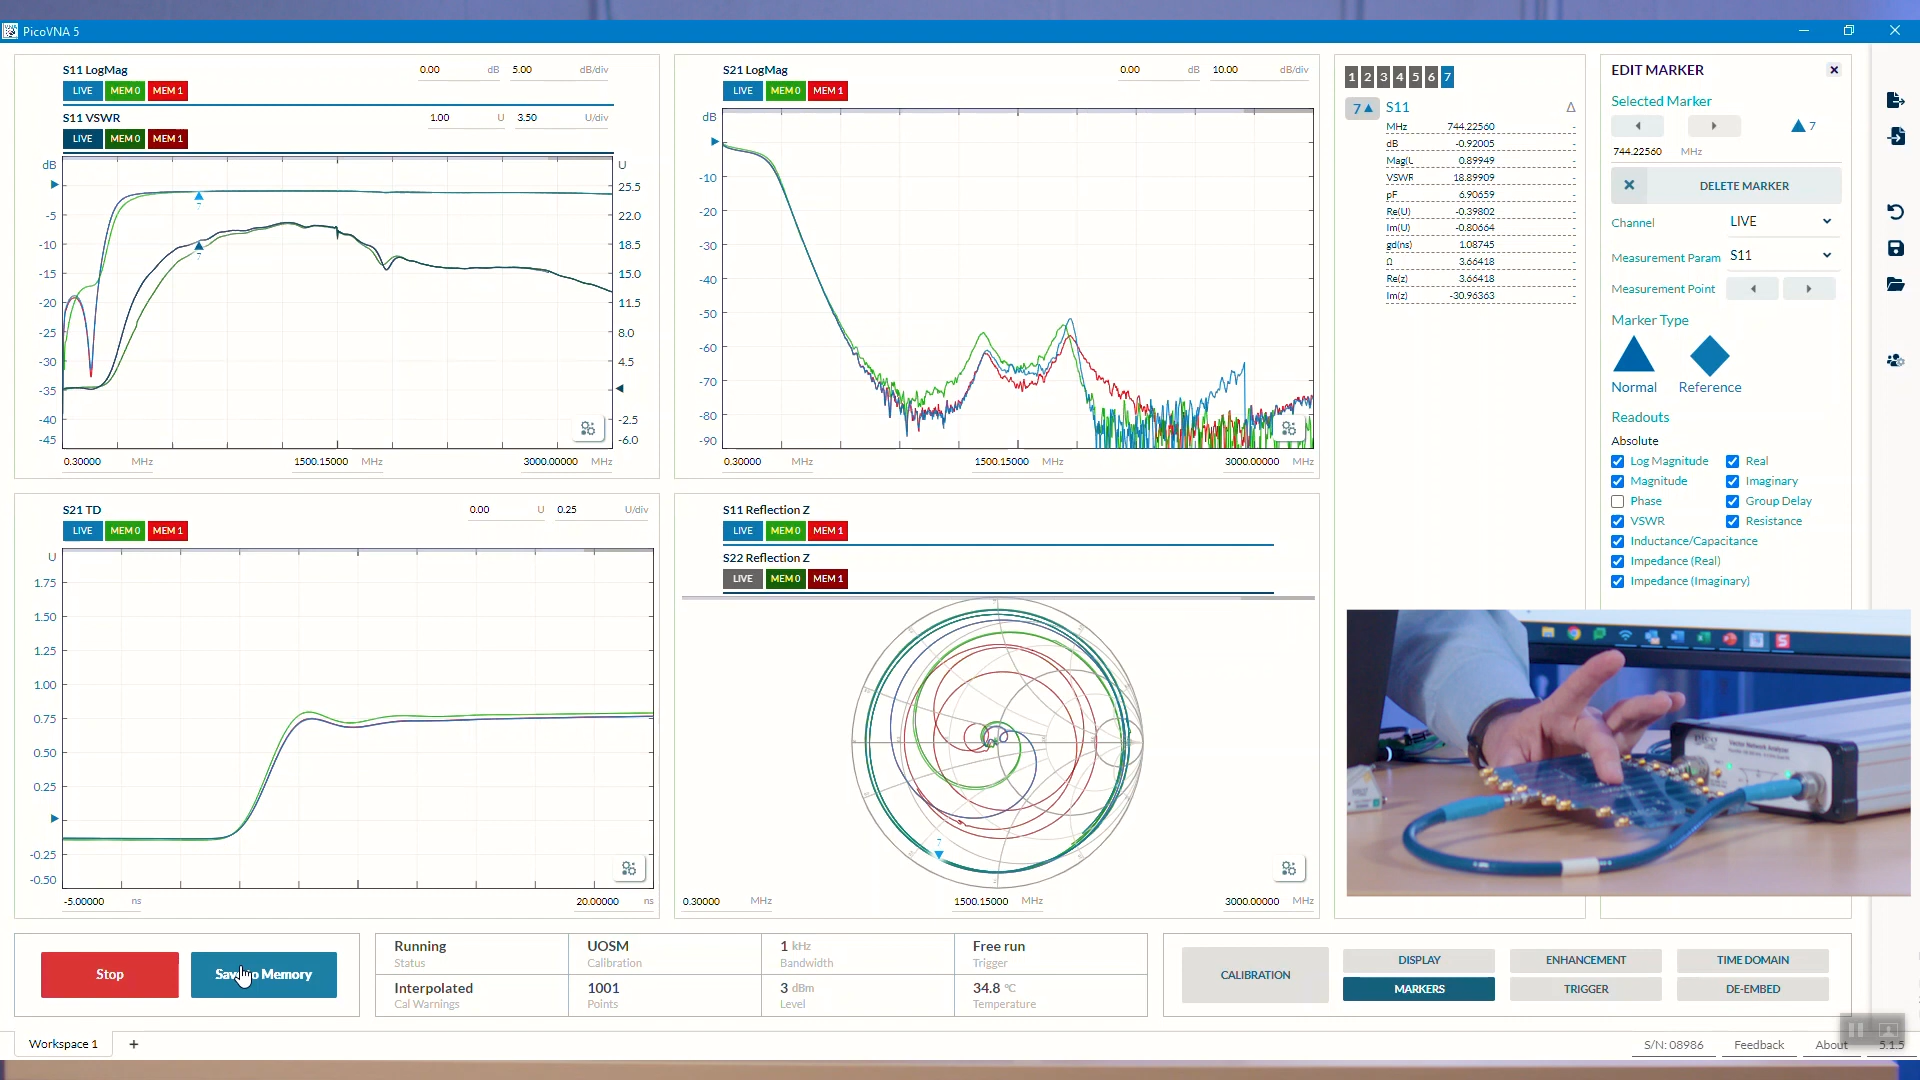 PicoVNA 5
S11 LogMag
0.00 dB 5.00 dB/div
LIVE MEM 0 MEM 1
S11 VSWR
1.00 U 3.50 U/div
LIVE MEM 0 MEM 1
dB U
25.5
-5 22.0
-10 18.5
-15 15.0
-20 11.5
-25 8.0
-30 4.5
-35
-40 -2.5
-45 -6.0
7
7
0.30000 MHz 1500.15000 MHz 3000.00000 MHz
S21 LogMag
0.00 dB 10.00 dB/div
LIVE MEM 0 MEM 1
dB
-10
-20
-30
-40
-50
-60
-70
-80
-90
0.30000 MHz 1500.15000 MHz 3000.00000 MHz
S21 TD
0.00 U 0.25 U/div
LIVE MEM 0 MEM 1
U
1.75
1.50
1.25
1.00
0.75
0.50
0.25
-0.25
-0.50
-5.00000 ns 20.00000 ns
S11 Reflection Z
LIVE MEM 0 MEM 1
S22 Reflection Z
LIVE MEM 0 MEM 1
7
0.30000 MHz 1500.15000 MHz 3000.00000 MHz
1 2 3 4 5 6 7
7 S11 Δ
MHz 744.22560 -
dB -0.92005 -
Mag(U 0.89949 -
VSWR 18.89909 -
pF 6.90659 -
Re(U) -0.39802 -
Im(U) -0.80664 -
gd(ns) 1.08745 -
Ω 3.66418 -
Re(z) 3.66418 -
Im(z) -30.96363 -
EDIT MARKER
Selected Marker
7
744.22560 MHz
DELETE MARKER
Channel LIVE
Measurement Param S11
Measurement Point
Marker Type
Normal Reference
Readouts
Absolute
Log Magnitude Real
Magnitude Imaginary
Phase Group Delay
VSWR Resistance
Inductance/Capacitance
Impedance (Real)
Impedance (Imaginary)
Vector Network Analyzer
Stop
Save to Memory
Running
Status
UOSM
Calibration
1 kHz
Bandwidth
Free run
Trigger
Interpolated
Cal Warnings
1001
Points
3 dBm
Level
34.8 °C
Temperature
CALIBRATION
DISPLAY ENHANCEMENT TIME DOMAIN
MARKERS TRIGGER DE-EMBED
Workspace 1 +
S/N: 08986 Feedback About 5.1.5